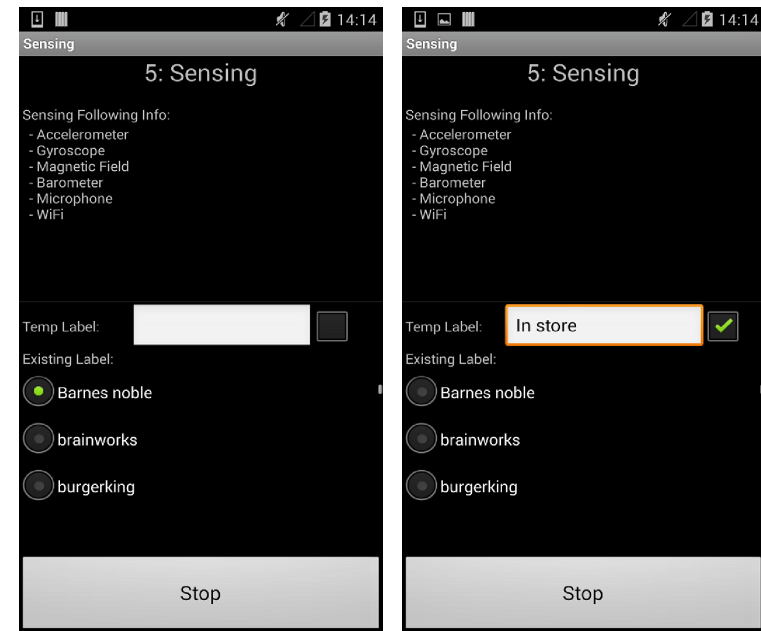 14:14
Sensing
5: Sensing
Sensing Following Info:
- Accelerometer
- Gyroscope
- Magnetic Field
- Barometer
- Microphone
- WiFi
Temp Label:
Existing Label:
Barnes noble
brainworks
burgerking
Stop
14:14
Sensing
5: Sensing
Sensing Following Info:
- Accelerometer
- Gyroscope
- Magnetic Field
- Barometer
- Microphone
- WiFi
Temp Label: In store
Existing Label:
Barnes noble
brainworks
burgerking
Stop